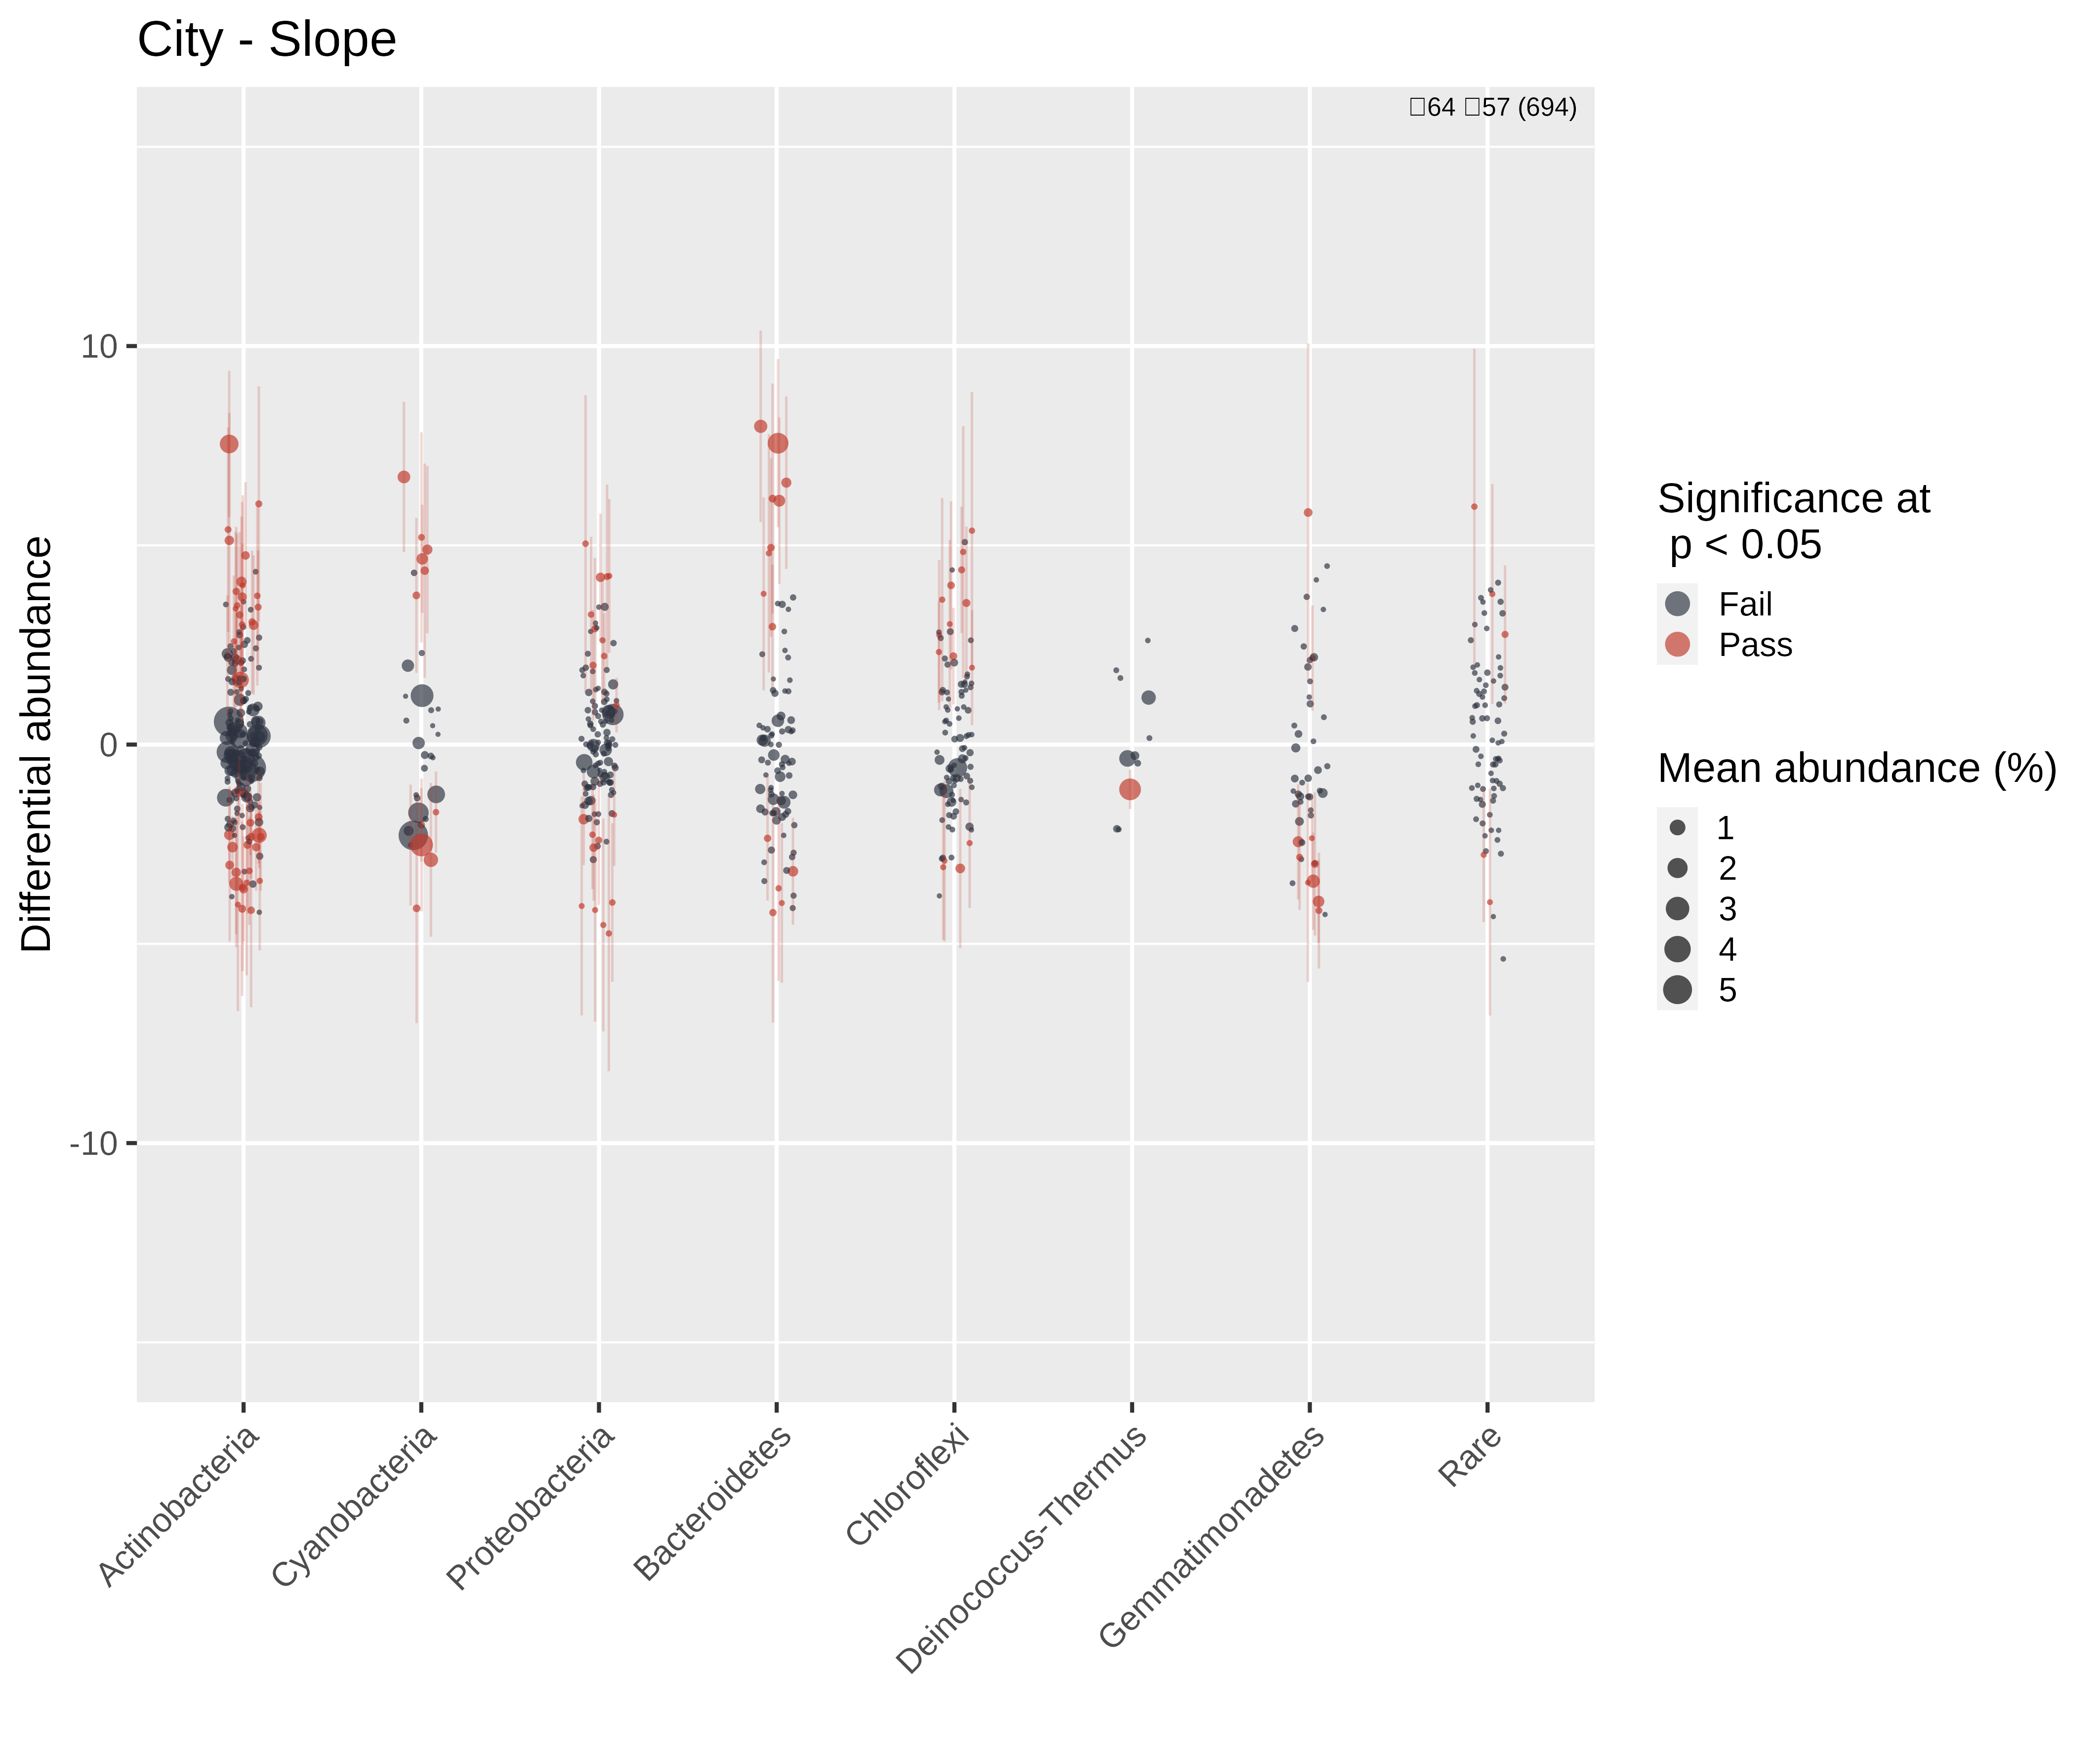 City - Slope
□64 □57 (694)
Differential abundance
10
0
-10
Actinobacteria
Cyanobacteria
Proteobacteria
Bacteroidetes
Chloroflexi
Deinococcus-Thermus
Gemmatimonadetes
Rare
Significance at
p < 0.05
Fail
Pass
Mean abundance (%)
1
2
3
4
5